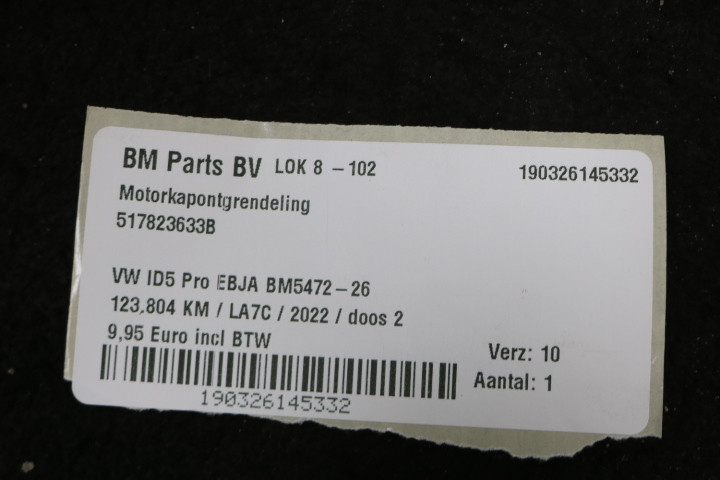 BM Parts BV LOK 8 - 102 190326145332
Motorkapontgrendeling
517823633B
VW ID5 Pro EBJA BM5472-26
123,804 KM / LA7C / 2022 / doos 2
9,95 Euro incl BTW
Verz: 10
Aantal: 1
190326145332